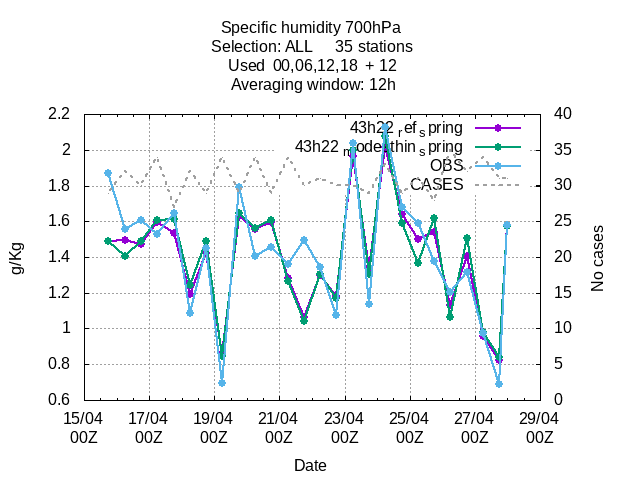 Specific humidity 700hPa
Selection: ALL     35 stations
Used  00,06,12,18  + 12
Averaging window: 12h
43h22_ref_spring
43h22_modethin_spring
OBS
CASES
g/Kg
No cases
2.2
2
1.8
1.6
1.4
1.2
1
0.8
0.6
40
35
30
25
20
15
10
5
0
15/04 17/04 19/04 21/04 23/04 25/04 27/04 29/04
00Z 00Z 00Z 00Z 00Z 00Z 00Z 00Z
Date